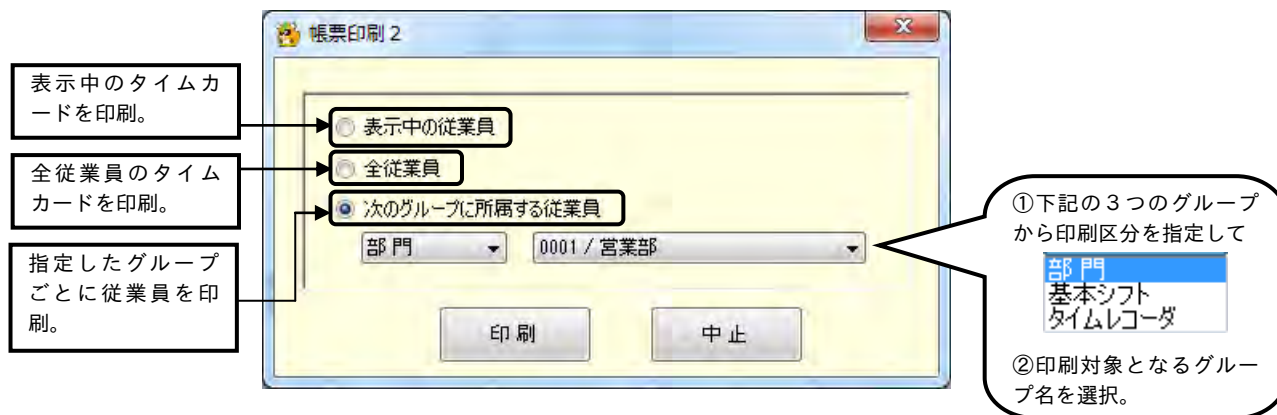 帳票印刷２
表示中のタイムカ
ードを印刷。
全従業員のタイム
カードを印刷。
指定したグループ
ごとに従業員を印
刷。
表示中の従業員
全従業員
次のグループに所属する従業員
部 門
0001 / 営業部
印 刷
中 止
①下記の３つのグループ
から印刷区分を指定して
部 門
基本シフト
タイムレコーダ
②印刷対象となるグルー
プ名を選択。